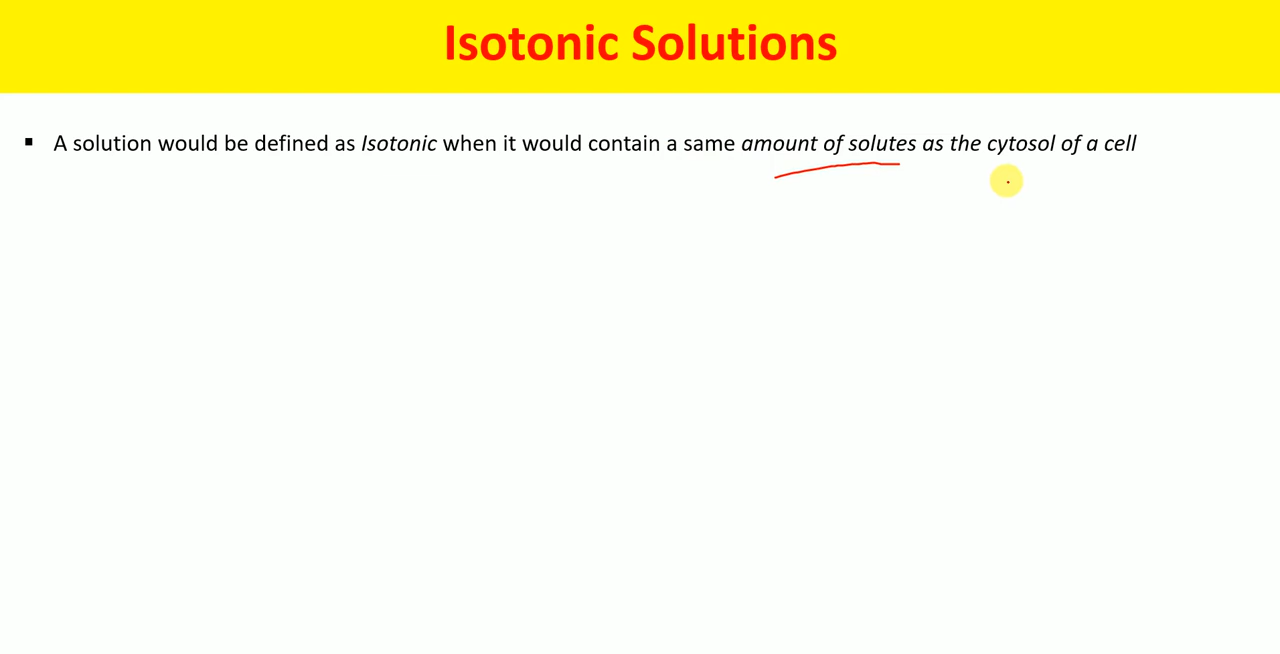 Isotonic Solutions
▪ A solution would be defined as Isotonic when it would contain a same amount of solutes as the cytosol of a cell